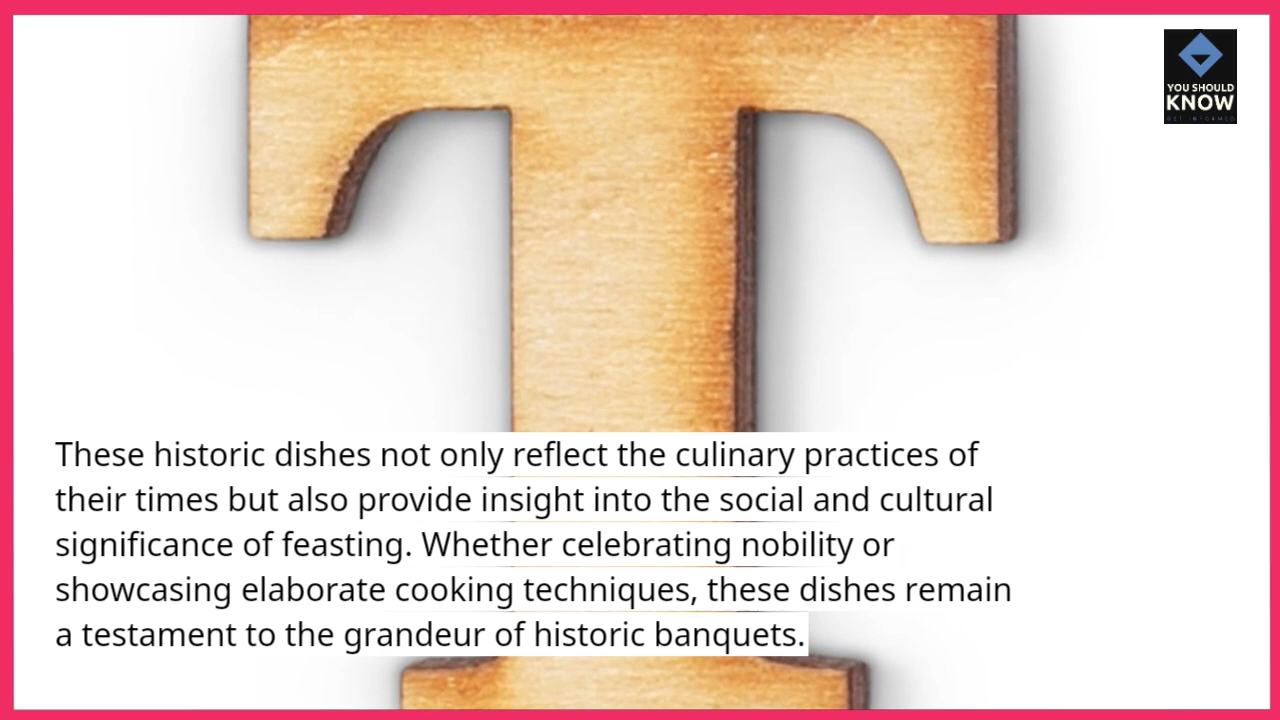 T
YOU SHOULD
KNOW
GET INFORMED
These historic dishes not only reflect the culinary practices of
their times but also provide insight into the social and cultural
significance of feasting. Whether celebrating nobility or
showcasing elaborate cooking techniques, these dishes remain
a testament to the grandeur of historic banquets.